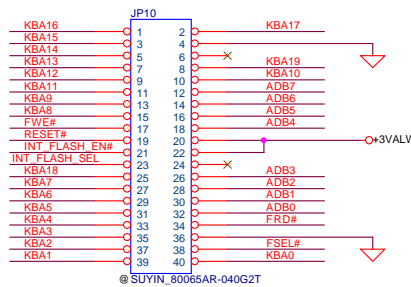 JP10
KBA16 1 2 KBA17
KBA15 3 4
KBA14 5 6
KBA13 7 8 KBA19
KBA12 9 10 KBA10
KBA11 11 12 ADB7
KBA9 13 14 ADB6
KBA8 15 16 ADB5
FWE# 17 18 ADB4
RESET# 19 20 +3VALW
INT_FLASH_EN# 21 22
INT_FLASH_SEL 23 24
KBA18 25 26 ADB3
KBA7 27 28 ADB2
KBA6 29 30 ADB1
KBA5 31 32 ADB0
KBA4 33 34 FRD#
KBA3 35 36
KBA2 37 38 FSEL#
KBA1 39 40 KBA0
@ SUYIN_80065AR-040G2T